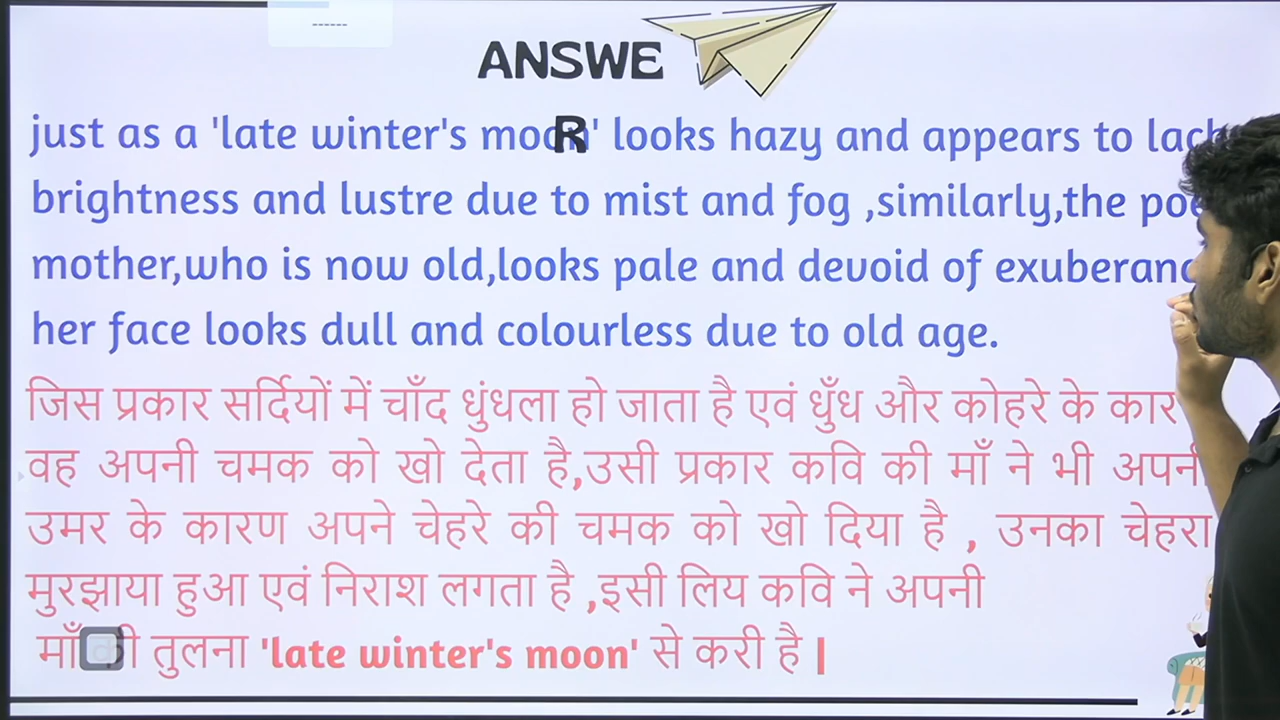 ------
ANSWE
R
just as a 'late winter's moon' looks hazy and appears to lack
brightness and lustre due to mist and fog ,similarly,the
mother,who is now old,looks pale and devoid of
her face looks dull and colourless due to old age.
जिस प्रकार सर्दियों में चाँद धुंधला हो जाता है एवं धुँध और कोहरे के
वह अपनी चमक को खो देता है,उसी प्रकार कवि की माँ ने भी अपनी
उमर के कारण अपने चेहरे की चमक को खो दिया है , उनका चेहरा
मुरझाया हुआ एवं निराश लगता है ,इसी लिय कवि ने अपनी
माँ की तुलना 'late winter's moon' से करी है |